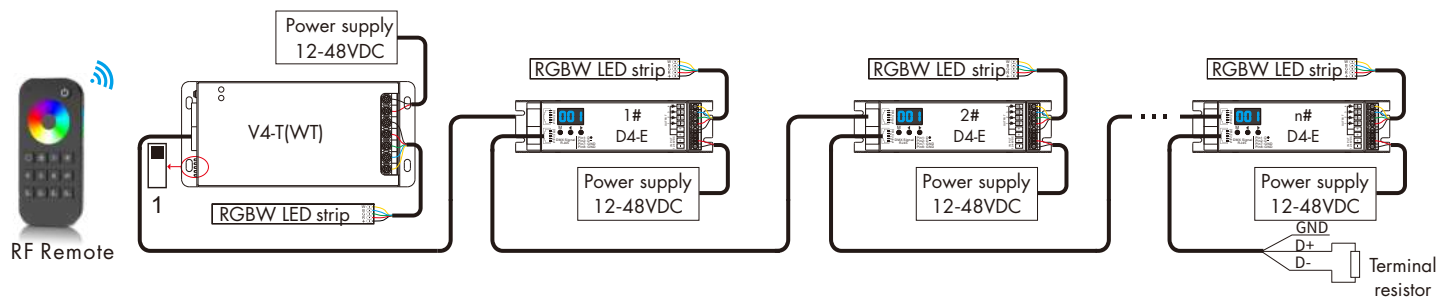 Power supply
12-48VDC
V4-T(WT)
1
RGBW LED strip
RF Remote
RGBW LED strip
001
1#
D4-E
Power supply
12-48VDC
RGBW LED strip
001
2#
D4-E
Power supply
12-48VDC
RGBW LED strip
001
n#
D4-E
Power supply
12-48VDC
GND
D+
D-
Terminal
resistor